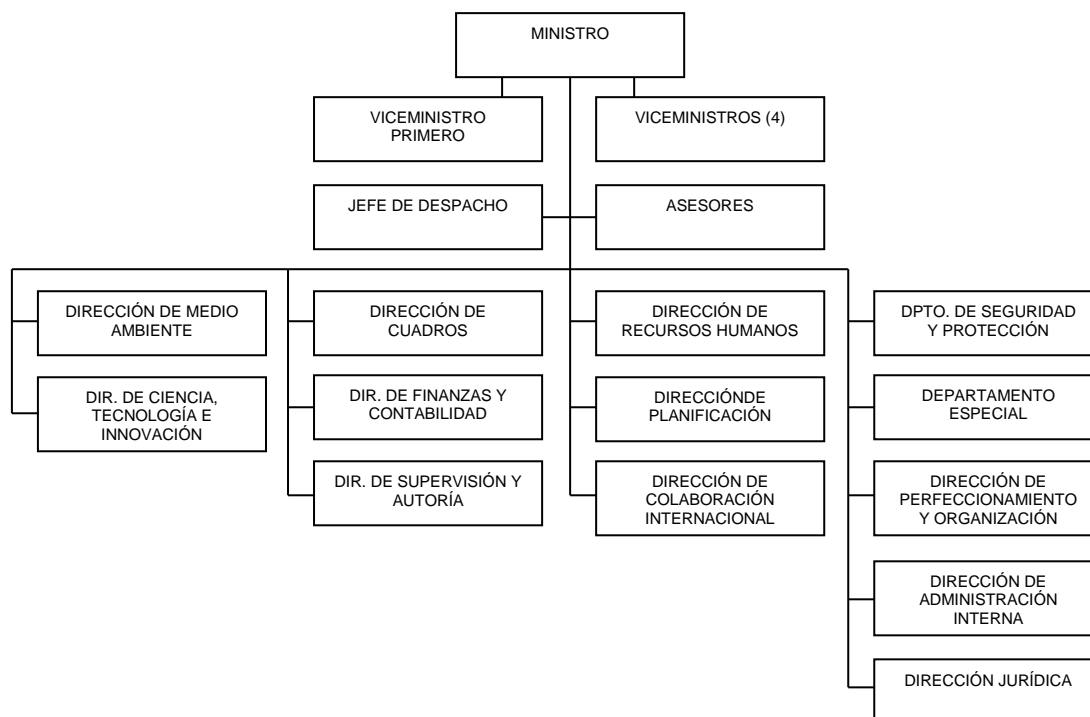 MINISTRO
VICEMINISTRO
PRIMERO
VICEMINISTROS (4)
JEFE DE DESPACHO
ASESORES
DIRECCIÓN DE MEDIO
AMBIENTE
DIR. DE CIENCIA,
TECNOLOGÍA E
INNOVACIÓN
DIRECCIÓN DE
CUADROS
DIR. DE FINANZAS Y
CONTABILIDAD
DIR. DE SUPERVISIÓN Y
AUTORÍA
DIRECCIÓN DE
RECURSOS HUMANOS
DIRECCIÓNDE
PLANIFICACIÓN
DIRECCIÓN DE
COLABORACIÓN
INTERNACIONAL
DPTO. DE SEGURIDAD
Y PROTECCIÓN
DEPARTAMENTO
ESPECIAL
DIRECCIÓN DE
PERFECCIONAMIENTO
Y ORGANIZACIÓN
DIRECCIÓN DE
ADMINISTRACIÓN
INTERNA
DIRECCIÓN JURÍDICA